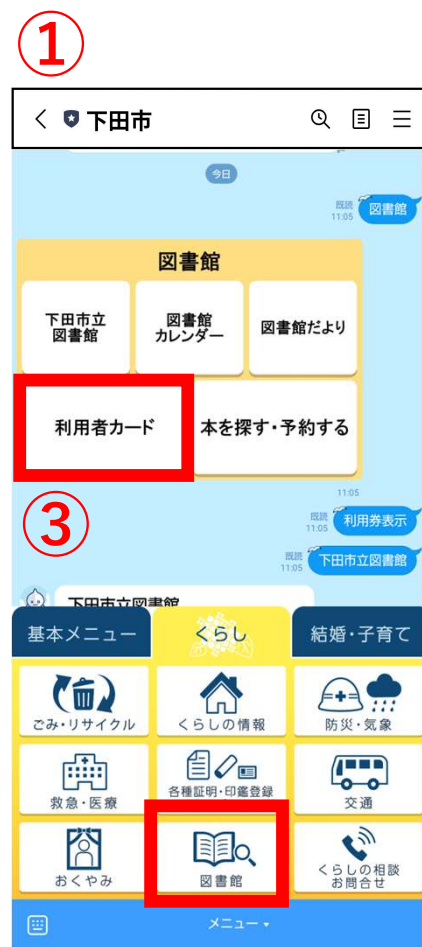 ①
下田市
今日
既読
11:05
図書館
図書館
下田市立
図書館
図書館
カレンダー
図書館だより
利用者カード
本を探す・予約する
11:05
③
既読
11:05
利用券表示
既読
11:05
下田市立図書館
下田市立図書館
基本メニュー
くらし
結婚・子育て
ごみ・リサイクル
くらしの情報
防災・気象
救急・医療
各種証明・印鑑登録
交通
おくやみ
図書館
くらしの相談
お問合せ
メニュー